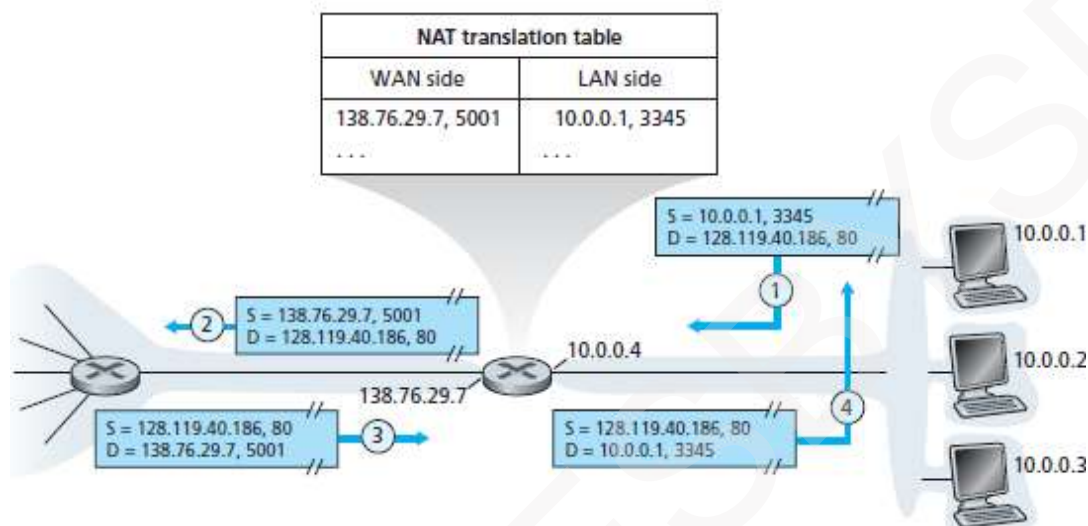 NAT translation table
WAN side LAN side
138.76.29.7, 5001 10.0.0.1, 3345
. . . . . .
S = 10.0.0.1, 3345
D = 128.119.40.186, 80
10.0.0.1
1
S = 138.76.29.7, 5001
D = 128.119.40.186, 80
2
10.0.0.4
10.0.0.2
138.76.29.7
S = 128.119.40.186, 80
D = 138.76.29.7, 5001
3
S = 128.119.40.186, 80
D = 10.0.0.1, 3345
4
10.0.0.3